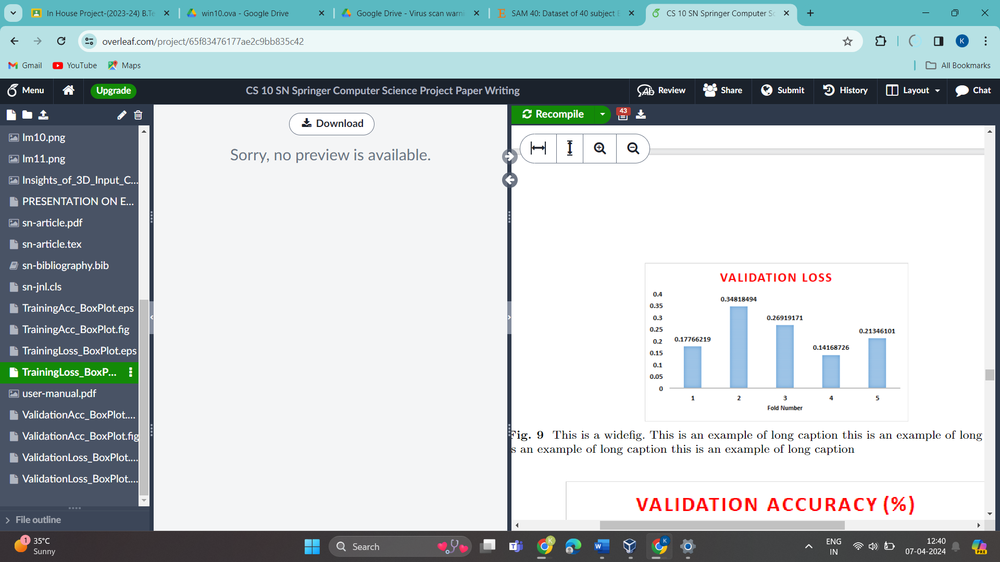 In House Project-(2023-24) B.Te
win10.ova - Google Drive
Google Drive - Virus scan warni
SAM 40: Dataset of 40 subject E
CS 10 SN Springer Computer Sc
overleaf.com/project/65f83476177ae2c9bb835c42
K
Gmail
YouTube
Maps
All Bookmarks
Menu
Upgrade
CS 10 SN Springer Computer Science Project Paper Writing
Review
Share
Submit
History
Layout
Chat
Im10.png
Im11.png
Insights_of_3D_Input_C...
PRESENTATION ON E...
sn-article.pdf
sn-article.tex
sn-bibliography.bib
sn-jnl.cls
TrainingAcc_BoxPlot.eps
TrainingAcc_BoxPlot.fig
TrainingLoss_BoxPlot.eps
TrainingLoss_BoxP...
user-manual.pdf
ValidationAcc_BoxPlot....
ValidationAcc_BoxPlot.fig
ValidationLoss_BoxPlot....
ValidationLoss_BoxPlot....
File outline
Download
Sorry, no preview is available.
Recompile
43
VALIDATION LOSS
0.4
0.35
0.3
0.25
0.2
0.15
0.1
0.05
0
0.17766219
0.34818494
0.26919171
0.14168726
0.21346101
1 2 3 4 5
Fold Number
Fig. 9 This is a widefig. This is an example of long caption this is an example of long
s an example of long caption this is an example of long caption
VALIDATION ACCURACY (%)
1
35°C
Sunny
Search
K
K
ENG
IN
12:40
07-04-2024
PRE